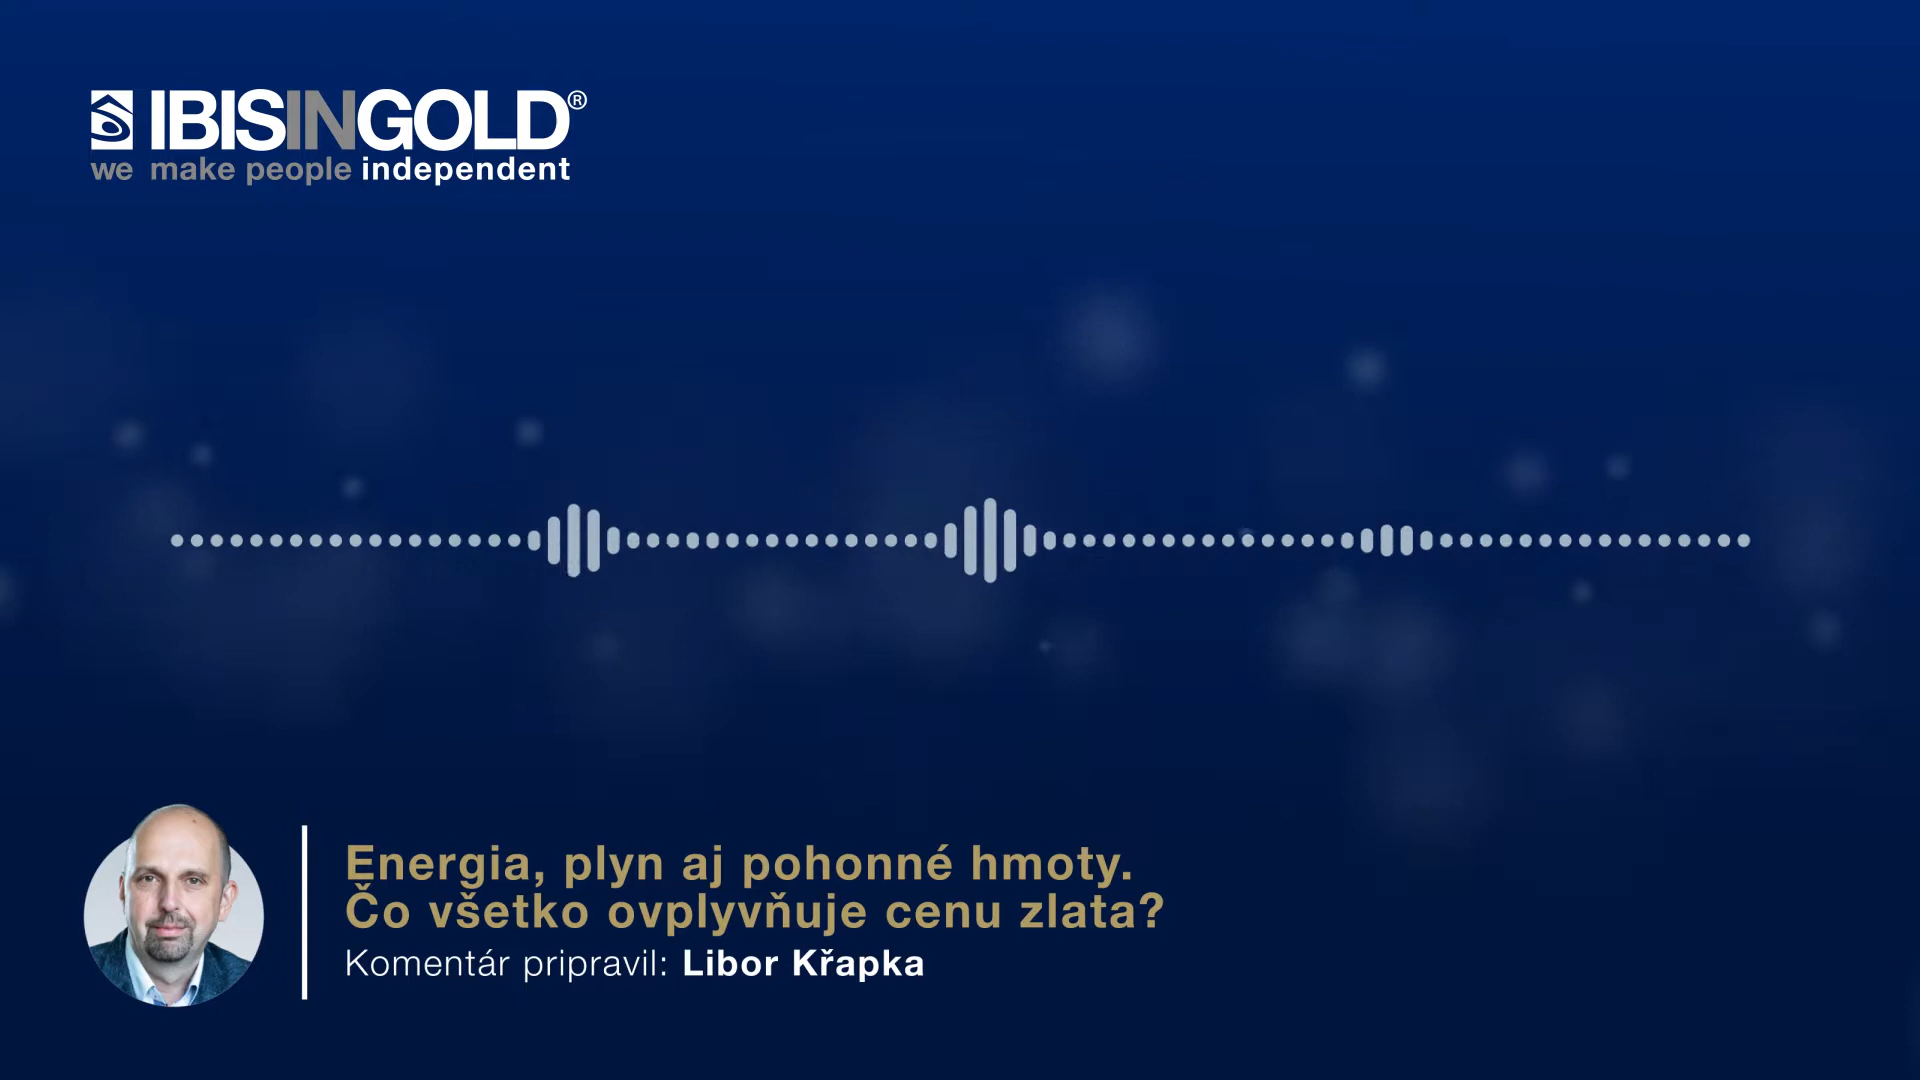 IBISINGOLD®
we make people independent
Energia, plyn aj pohonné hmoty.
Čo všetko ovplyvňuje cenu zlata?
Komentár pripravil: Libor Křapka